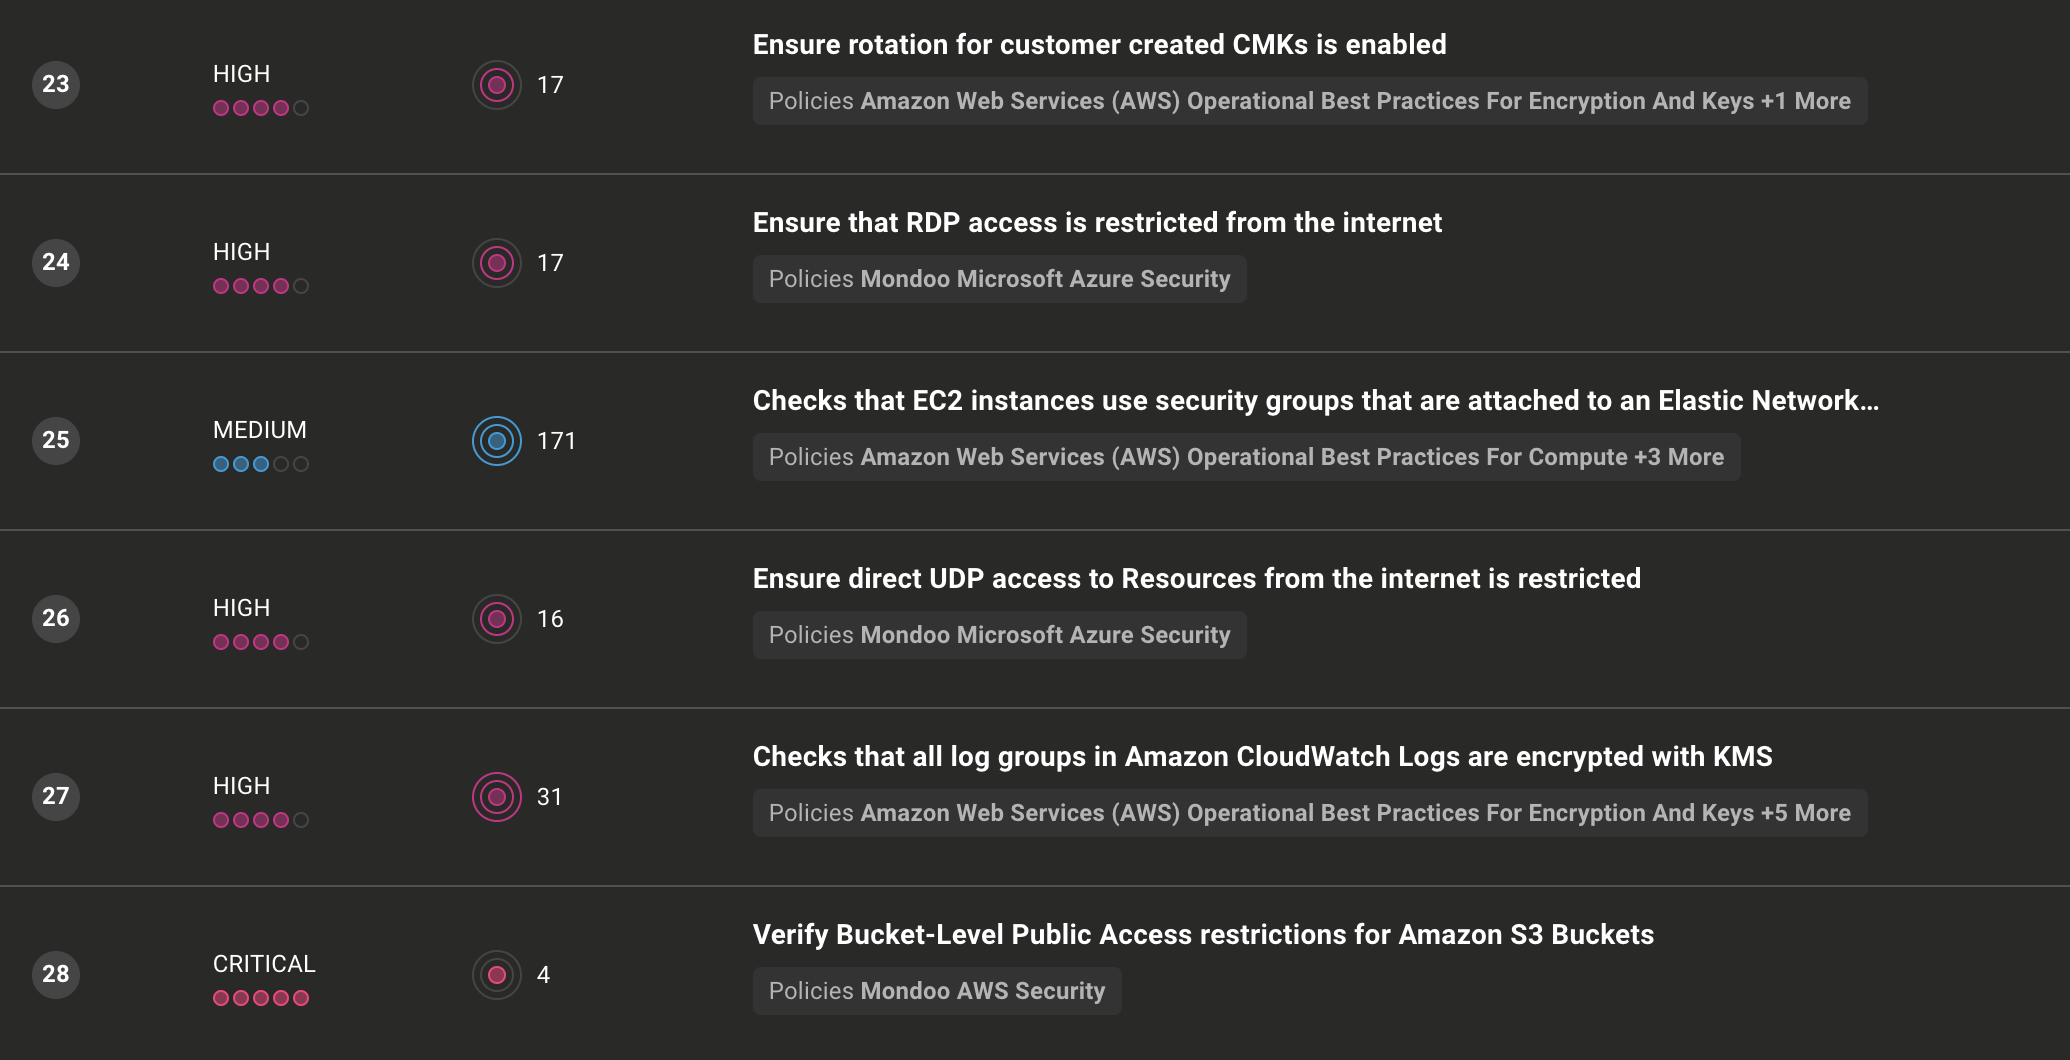 23
HIGH
17
Ensure rotation for customer created CMKs is enabled
Policies Amazon Web Services (AWS) Operational Best Practices For Encryption And Keys +1 More
24
HIGH
17
Ensure that RDP access is restricted from the internet
Policies Mondoo Microsoft Azure Security
25
MEDIUM
171
Checks that EC2 instances use security groups that are attached to an Elastic Network...
Policies Amazon Web Services (AWS) Operational Best Practices For Compute +3 More
26
HIGH
16
Ensure direct UDP access to Resources from the internet is restricted
Policies Mondoo Microsoft Azure Security
27
HIGH
31
Checks that all log groups in Amazon CloudWatch Logs are encrypted with KMS
Policies Amazon Web Services (AWS) Operational Best Practices For Encryption And Keys +5 More
28
CRITICAL
4
Verify Bucket-Level Public Access restrictions for Amazon S3 Buckets
Policies Mondoo AWS Security